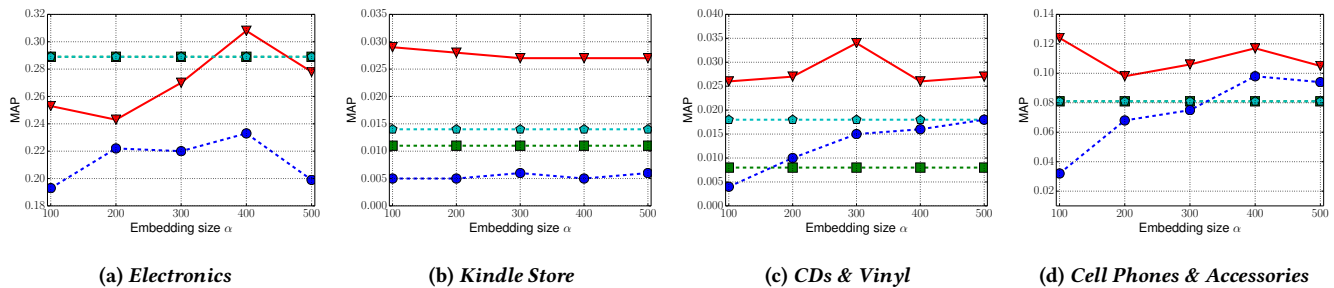 0.32
0.30
0.28
0.26
0.24
0.22
0.20
0.18
MAP
100 200 300 400 500
Embedding size α
(a) Electronics
0.035
0.030
0.025
0.020
0.015
0.010
0.005
0.000
MAP
100 200 300 400 500
Embedding size α
(b) Kindle Store
0.040
0.035
0.030
0.025
0.020
0.015
0.010
0.005
0.000
MAP
100 200 300 400 500
Embedding size α
(c) CDs & Vinyl
0.14
0.12
0.10
0.08
0.06
0.04
0.02
MAP
100 200 300 400 500
Embedding size α
(d) Cell Phones & Accessories